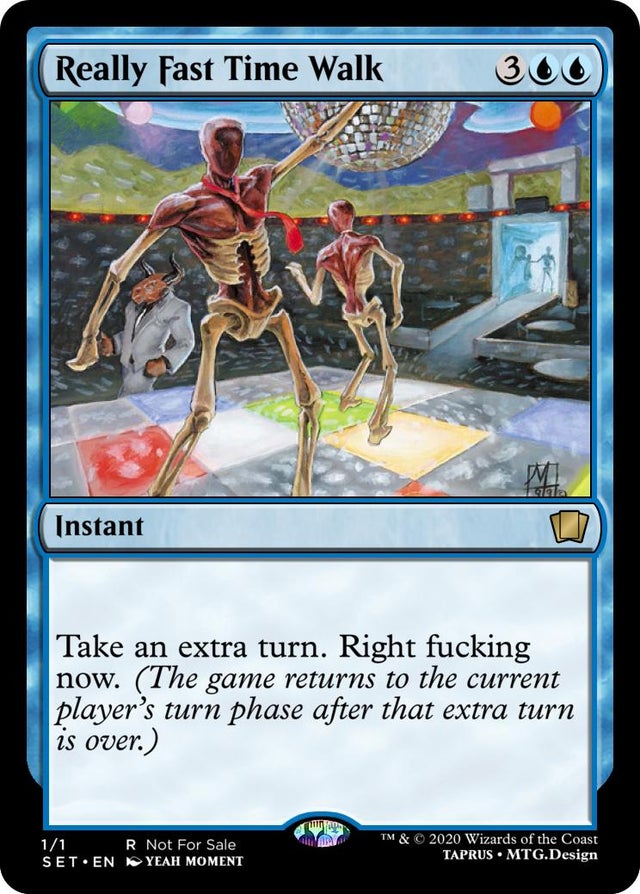 Really Fast Time Walk 3
Instant
Take an extra turn. Right fucking
now. (The game returns to the current
player's turn phase after that extra turn
is over.)
1/1 R Not For Sale ™ & © 2020 Wizards of the Coast
SET • EN YEAH MOMENT TAPRUS • MTG.Design